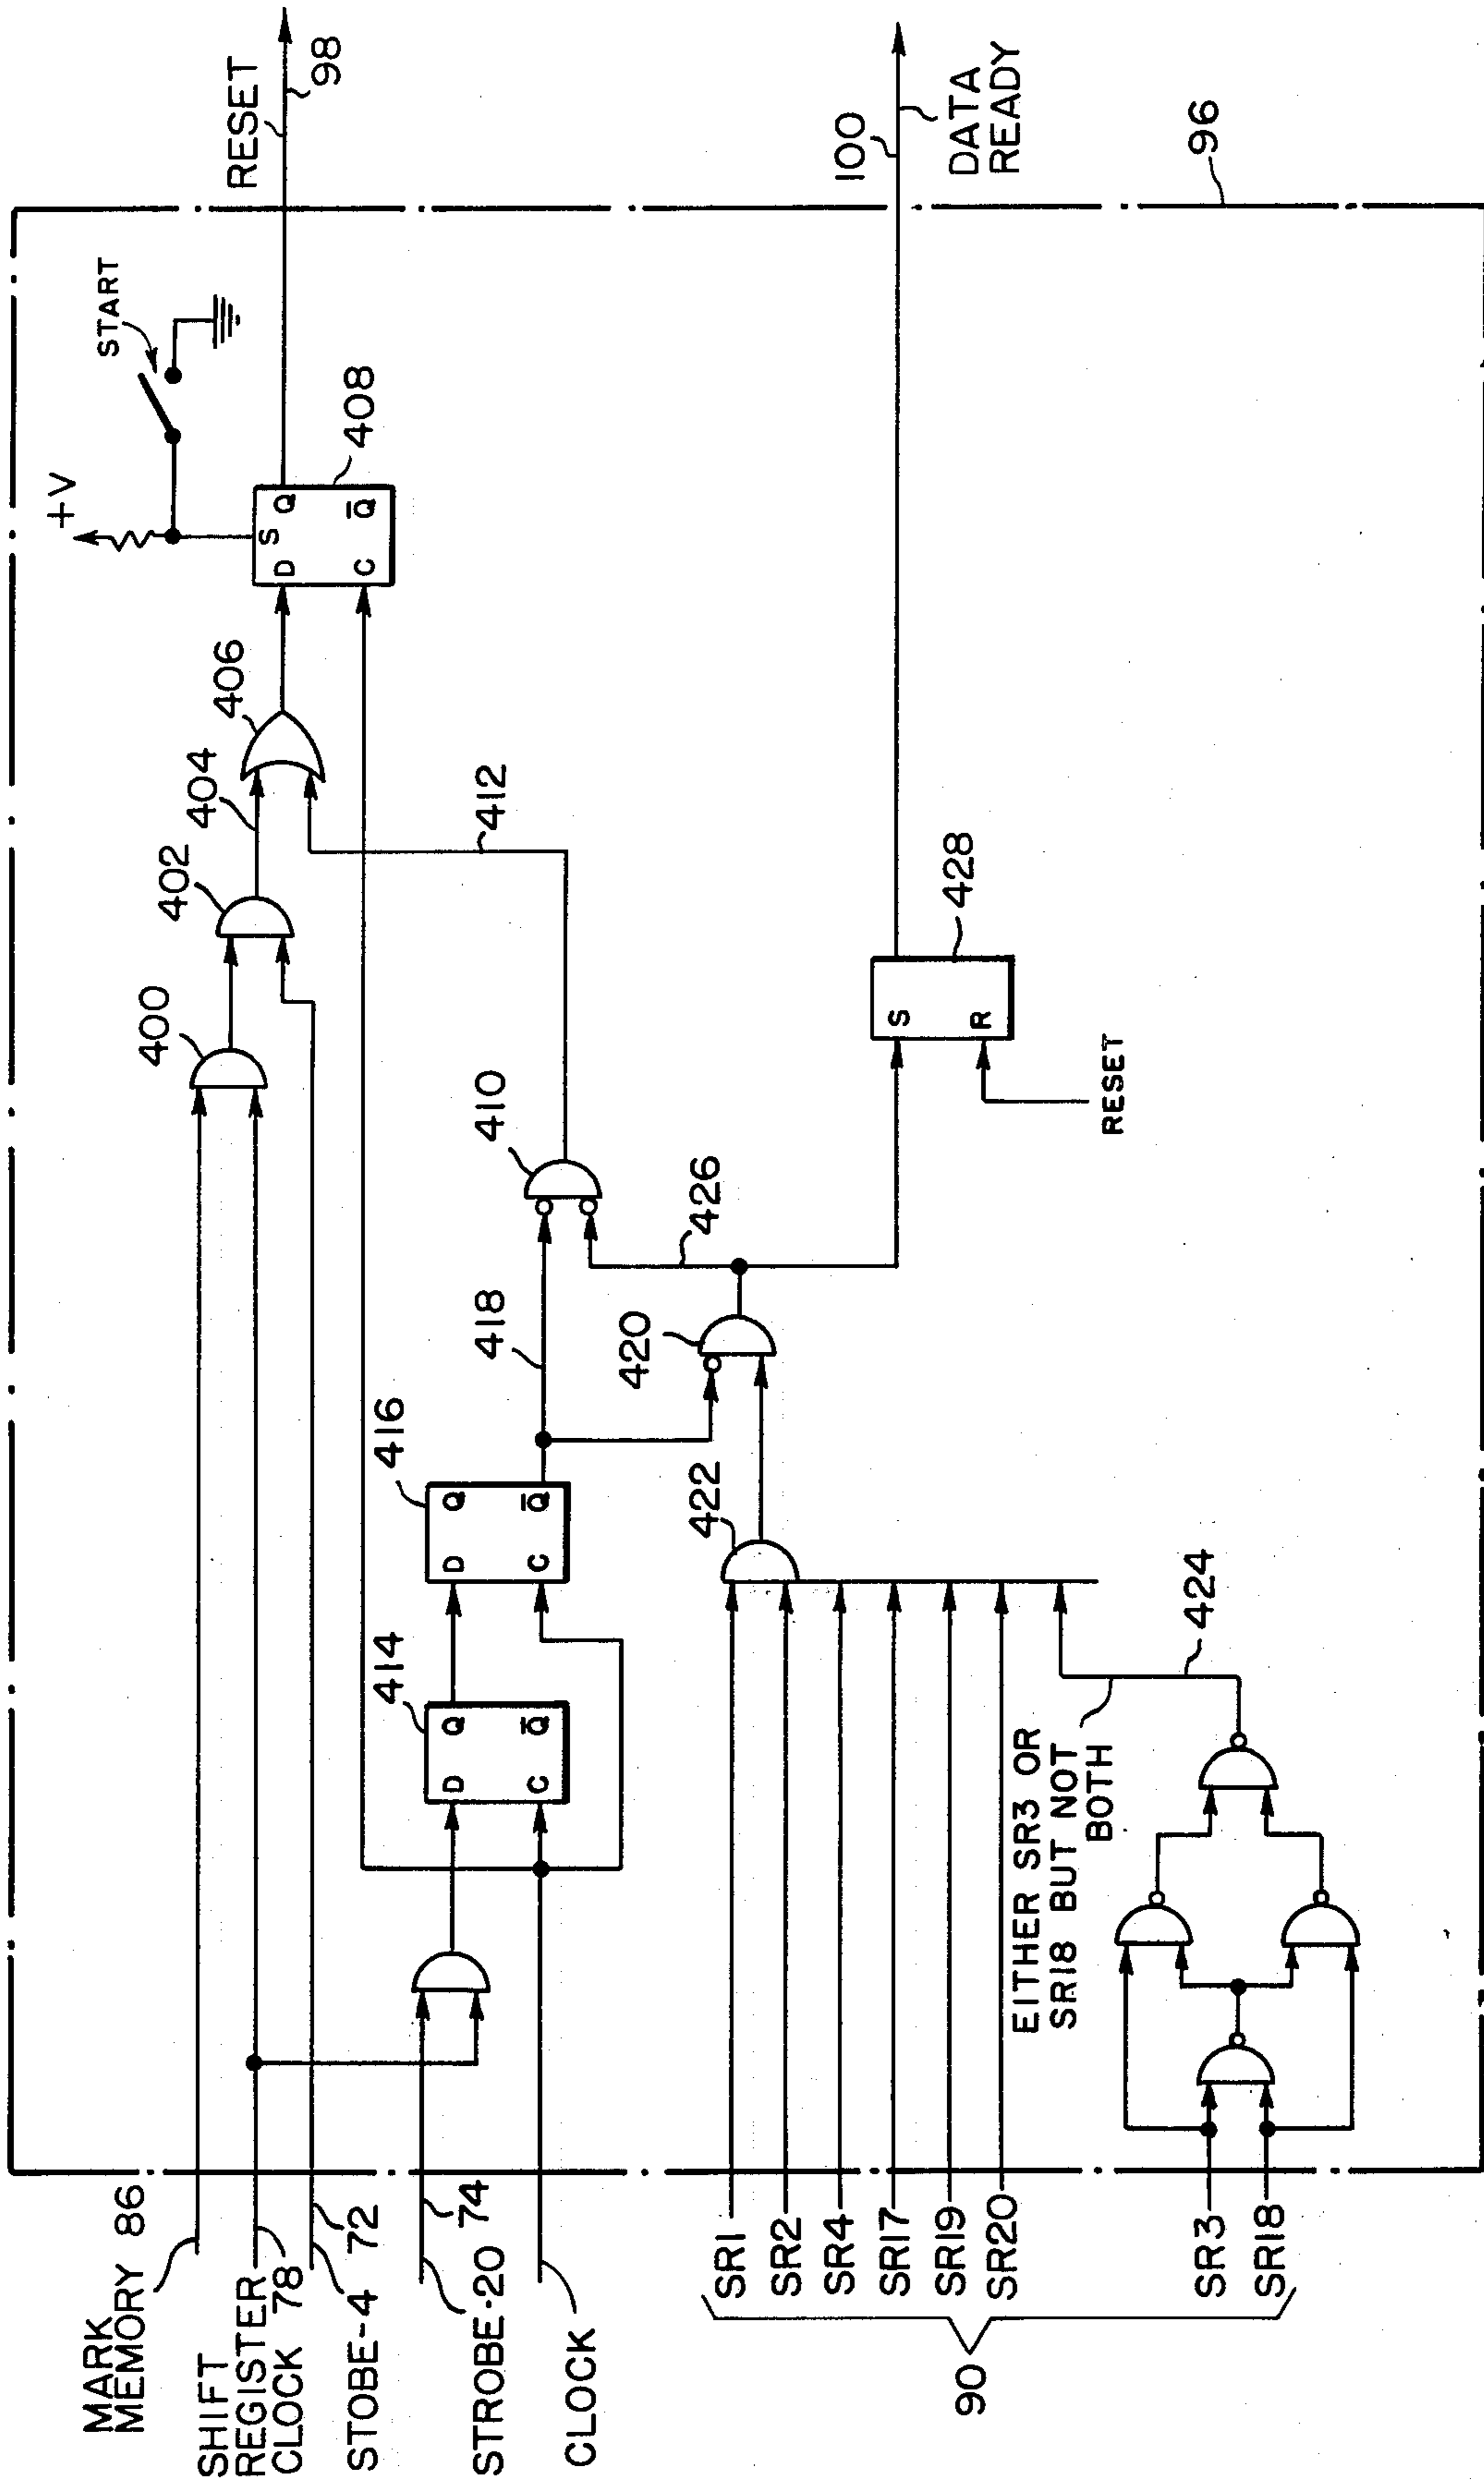 MARK
MEMORY 86
SHIFT
REGISTER
CLOCK 78
STOBE-4 72
STROBE-20 74
CLOCK
90
SR1
SR2
SR4
SR17
SR19
SR20
SR3
SR18
EITHER SR3 OR
SR18 BUT NOT
BOTH
424
414
D Q
C Q̅
416
D Q
C Q̅
418
422
420
426
410
412
400
402
404
406
408
S
D Q
C Q̅
+V
START
RESET
98
428
S
R
RESET
100
DATA
READY
96